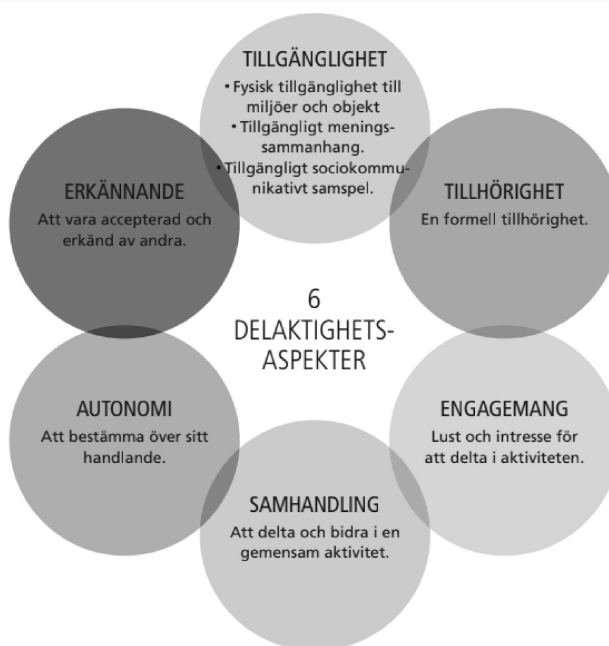 TILLGÄNGLIGHET
• Fysisk tillgänglighet till
miljöer och objekt
• Tillgängligt menings-
sammanhang.
• Tillgängligt sociokommu-
nikativt samspel.
TILLHÖRIGHET
En formell tillhörighet.
ENGAGEMANG
Lust och intresse för
att delta i aktiviteten.
SAMHANDLING
Att delta och bidra i en
gemensam aktivitet.
AUTONOMI
Att bestämma över sitt
handlande.
ERKÄNNANDE
Att vara accepterad och
erkänd av andra.
6
DELAKTIGHETS-
ASPEKTER